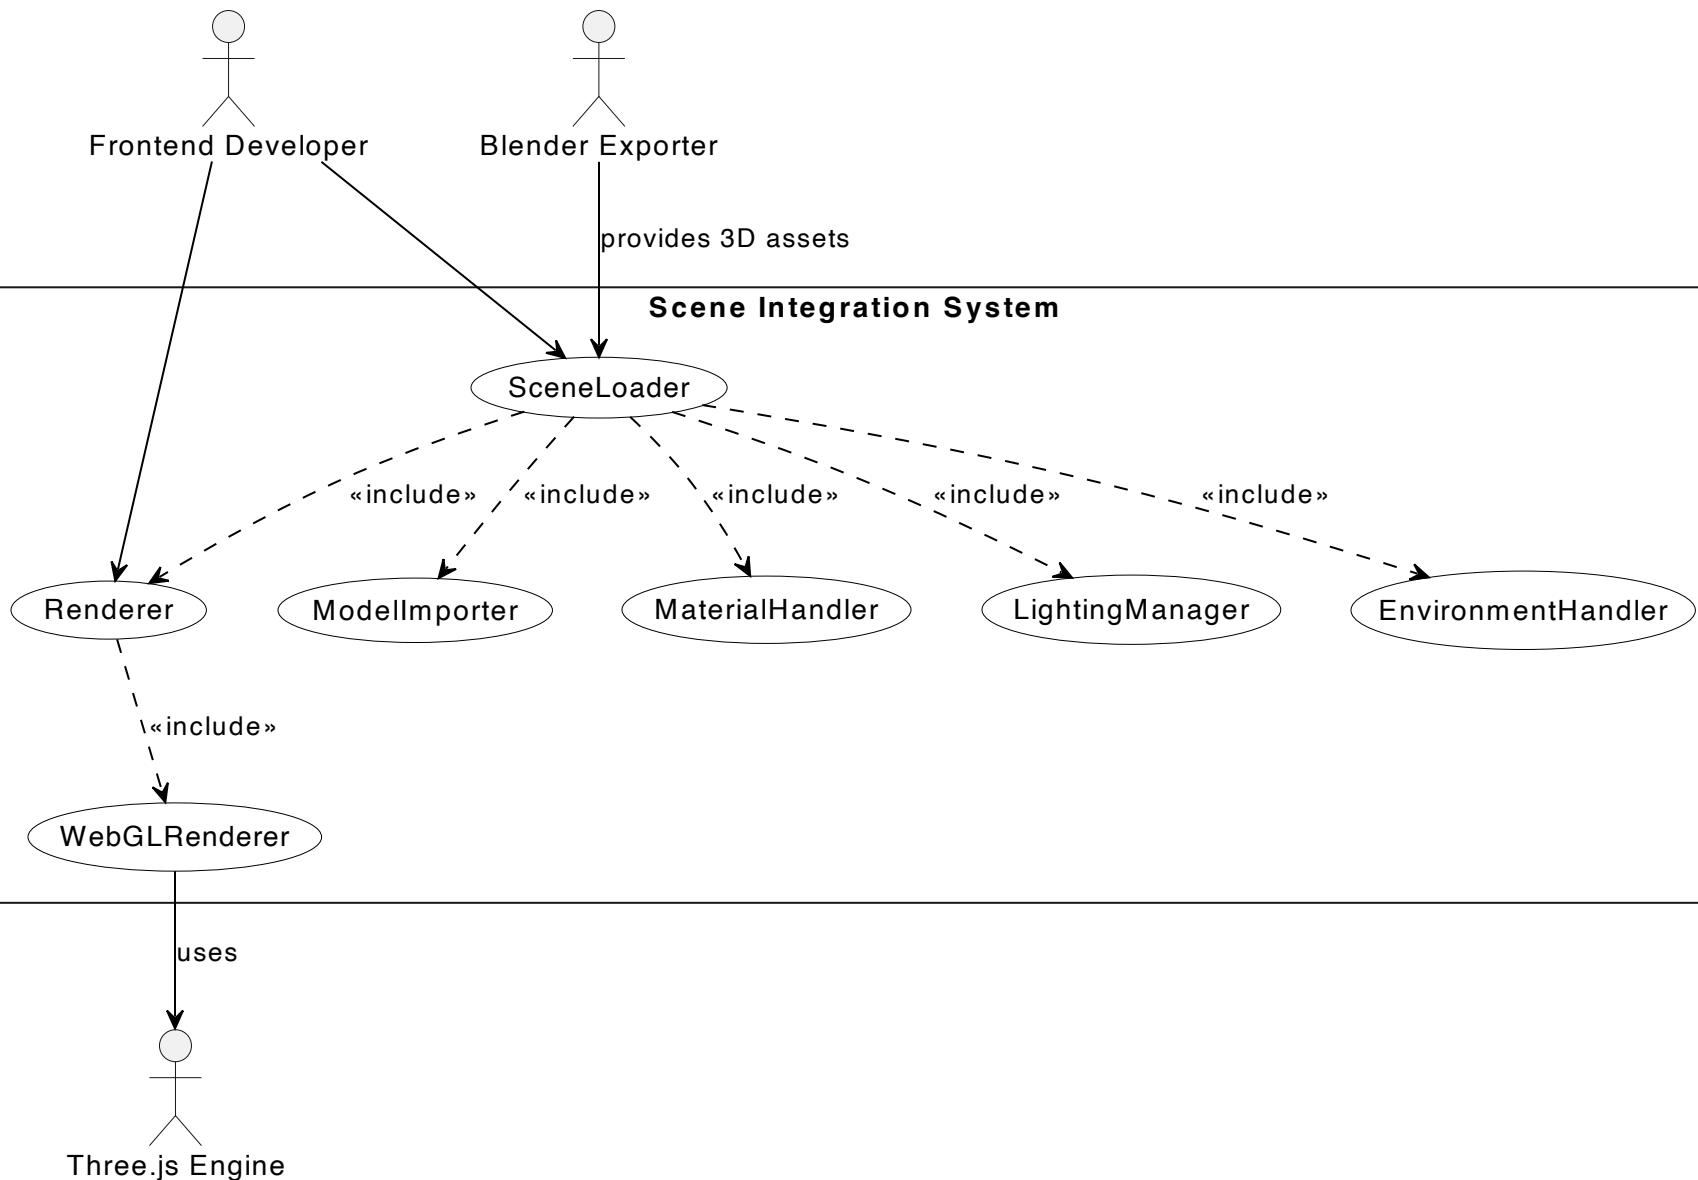 Frontend Developer
Blender Exporter
provides 3D assets
Scene Integration System
SceneLoader
«include»
«include»
«include»
«include»
«include»
Renderer
ModelImporter
MaterialHandler
LightingManager
EnvironmentHandler
«include»
WebGLRenderer
uses
Three.js Engine